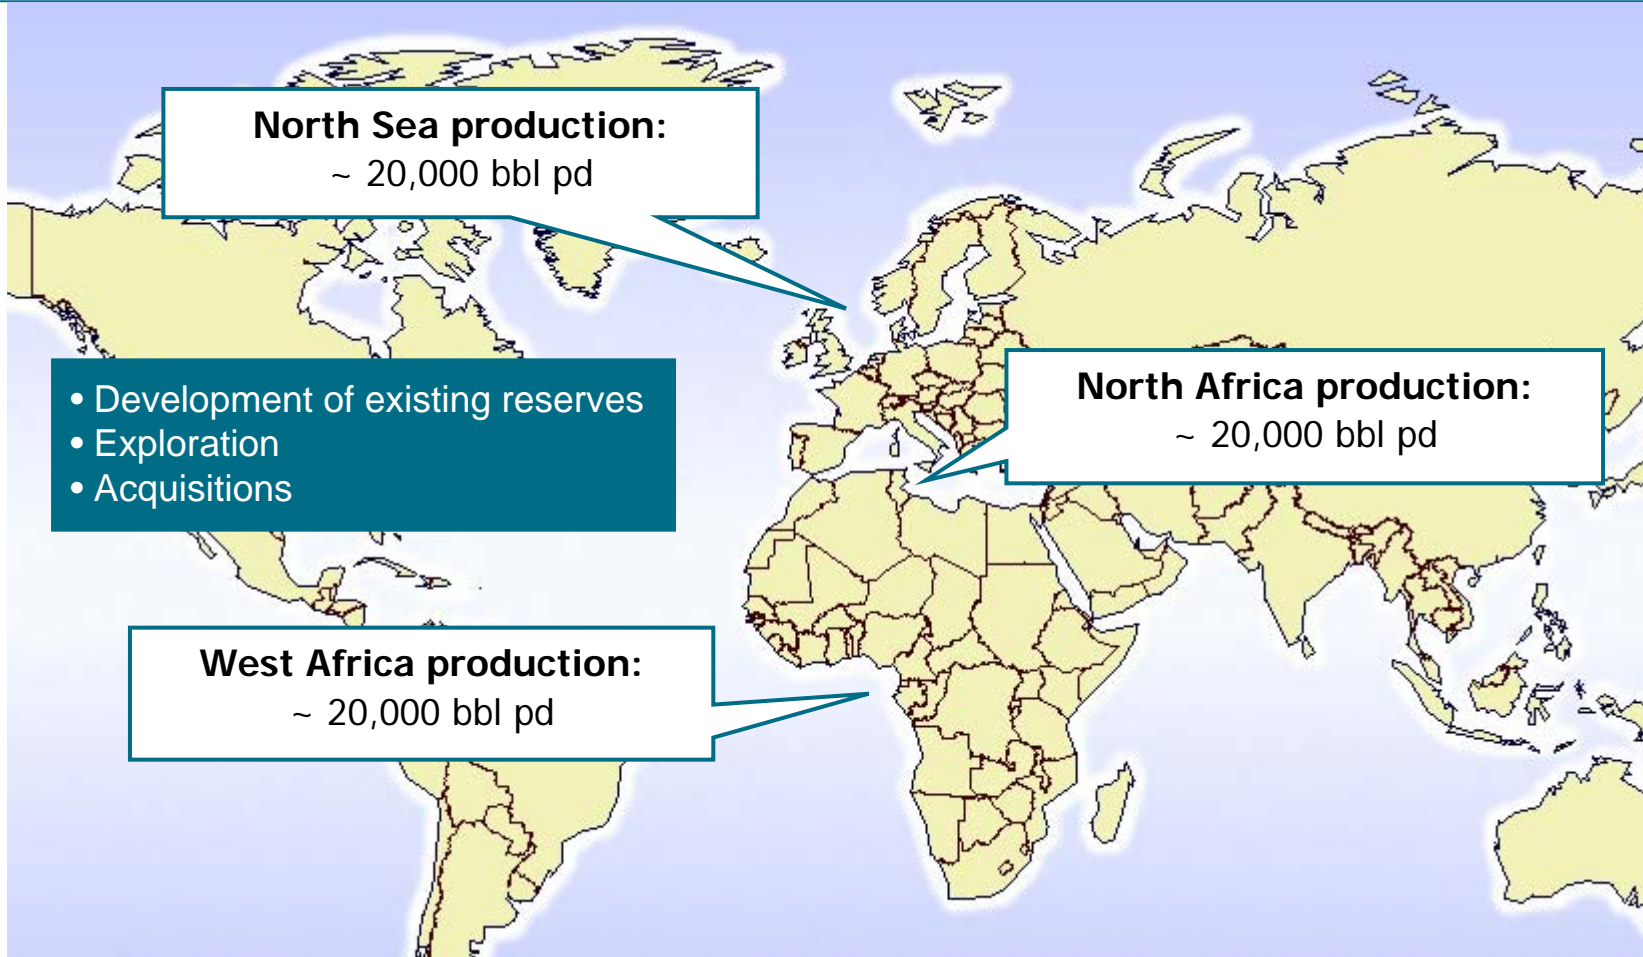 North Sea production:
~ 20,000 bbl pd
• Development of existing reserves
• Exploration
• Acquisitions
North Africa production:
~ 20,000 bbl pd
West Africa production:
~ 20,000 bbl pd